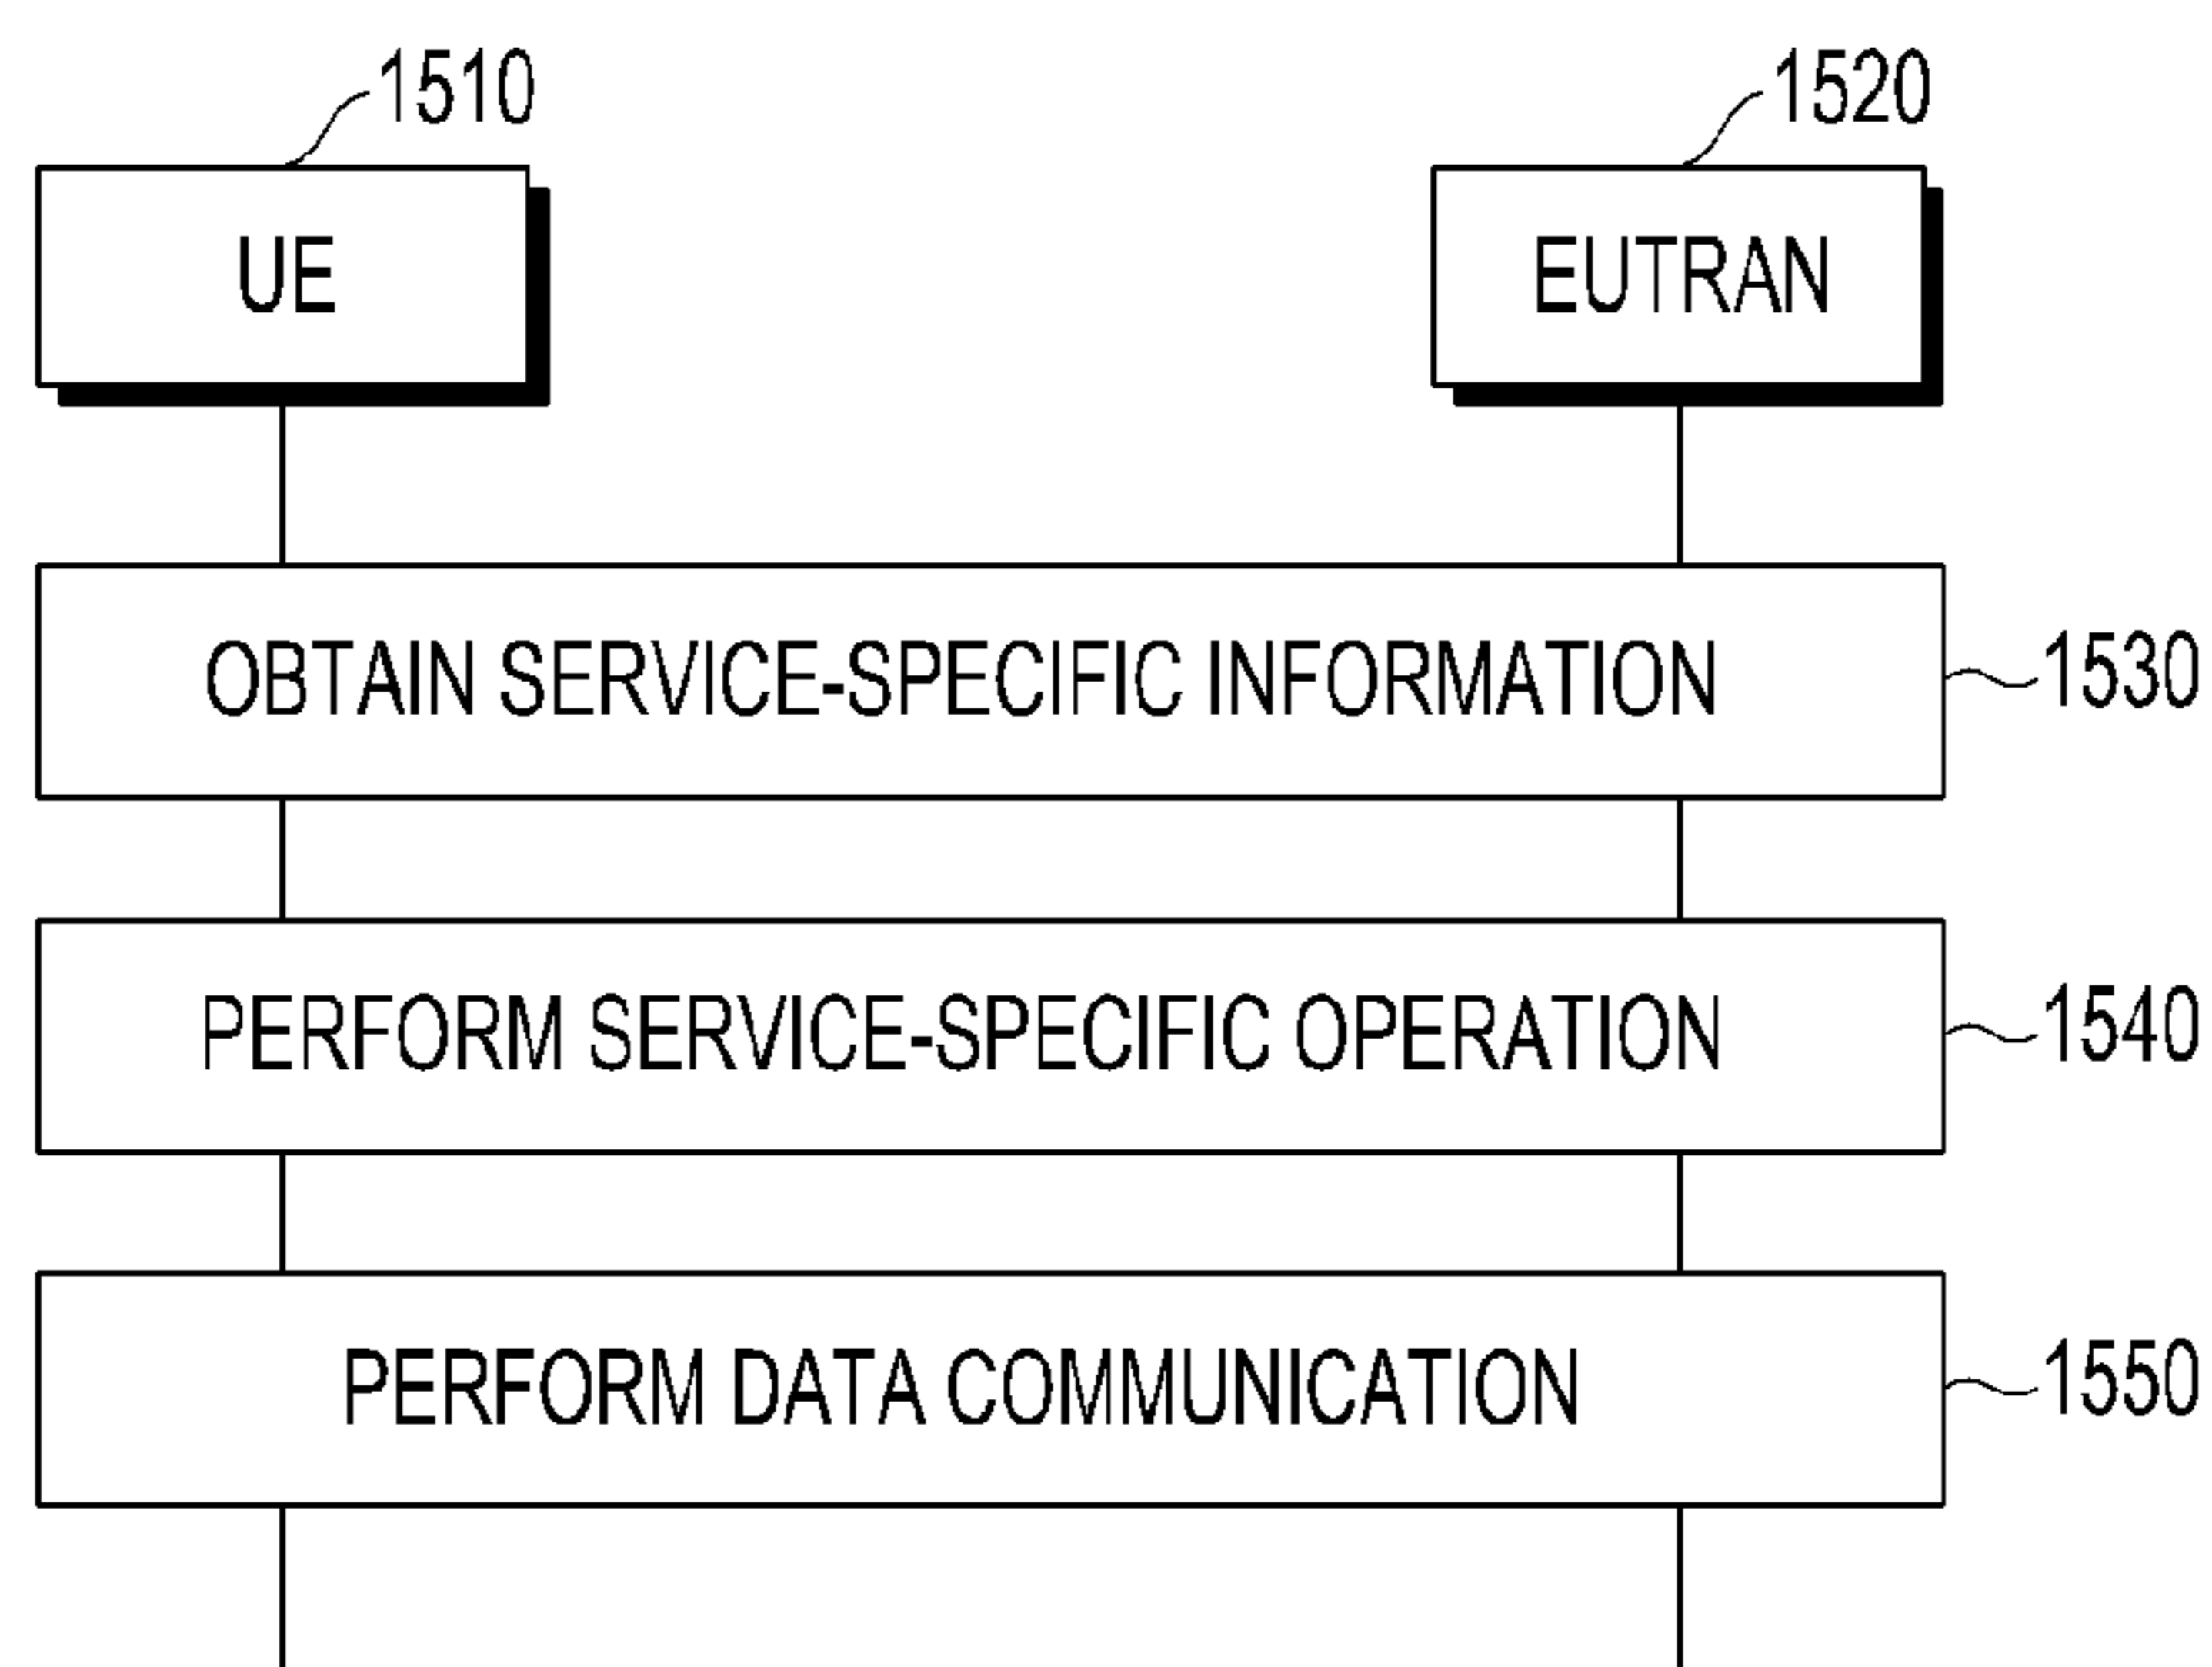 1510
1520
UE
EUTRAN
OBTAIN SERVICE-SPECIFIC INFORMATION
1530
PERFORM SERVICE-SPECIFIC OPERATION
1540
PERFORM DATA COMMUNICATION
1550